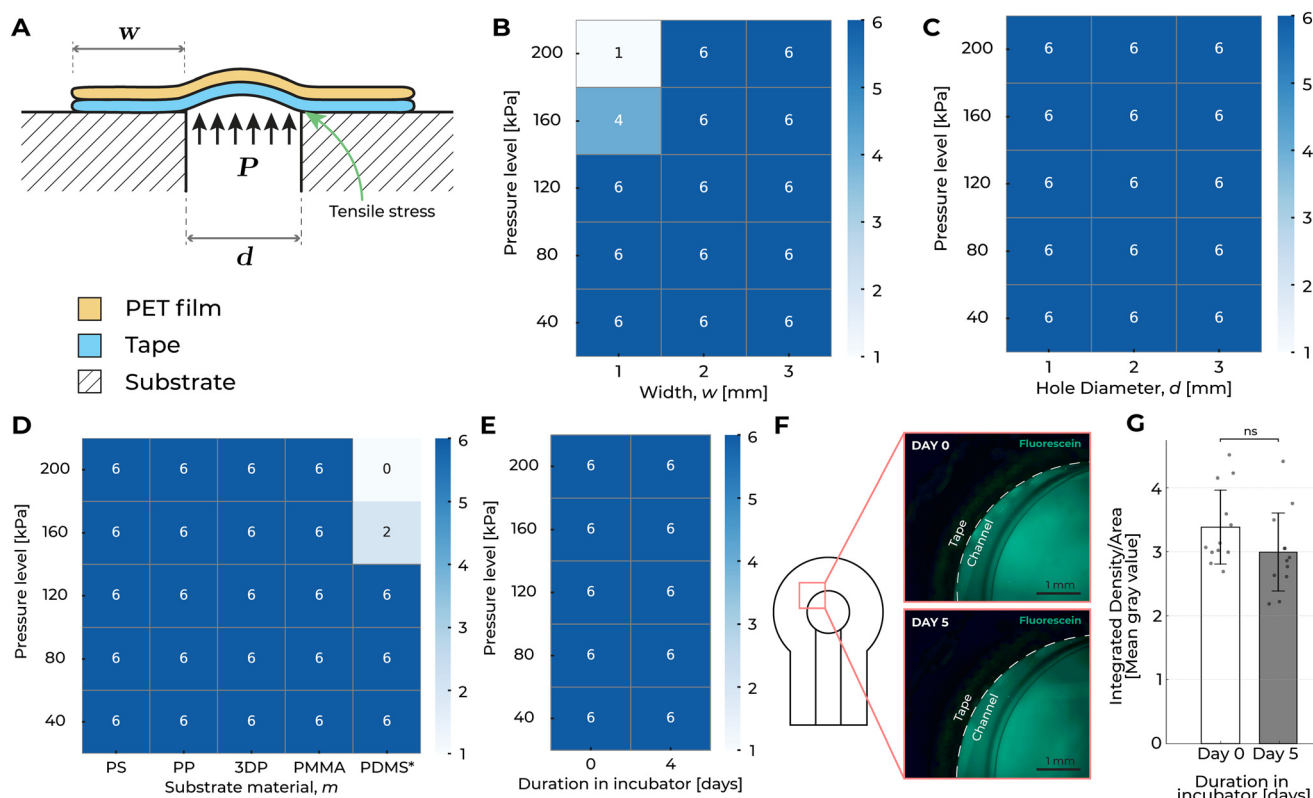 A
w
P
d
Tensile stress
PET film
Tape
Substrate
B
Pressure level [kPa]
200 1 6 6
160 4 6 6
120 6 6 6
80 6 6 6
40 6 6 6
1 2 3
Width, w [mm]
6
5
4
3
2
1
C
Pressure level [kPa]
200 6 6 6
160 6 6 6
120 6 6 6
80 6 6 6
40 6 6 6
1 2 3
Hole Diameter, d [mm]
6
5
4
3
2
1
D
Pressure level [kPa]
200 6 6 6 6 0
160 6 6 6 6 2
120 6 6 6 6 6
80 6 6 6 6 6
40 6 6 6 6 6
PS PP 3DP PMMA PDMS*
Substrate material, m
6
5
4
3
2
1
E
Pressure level [kPa]
200 6 6
160 6 6
120 6 6
80 6 6
40 6 6
0 4
Duration in incubator [days]
6
5
4
3
2
1
F
DAY 0 Fluorescein
Tape
Channel
1 mm
DAY 5 Fluorescein
Tape
Channel
1 mm
G
ns
Integrated Density/Area
[Mean gray value]
4
3
2
1
0
Day 0 Day 5
Duration in
incubator [days]